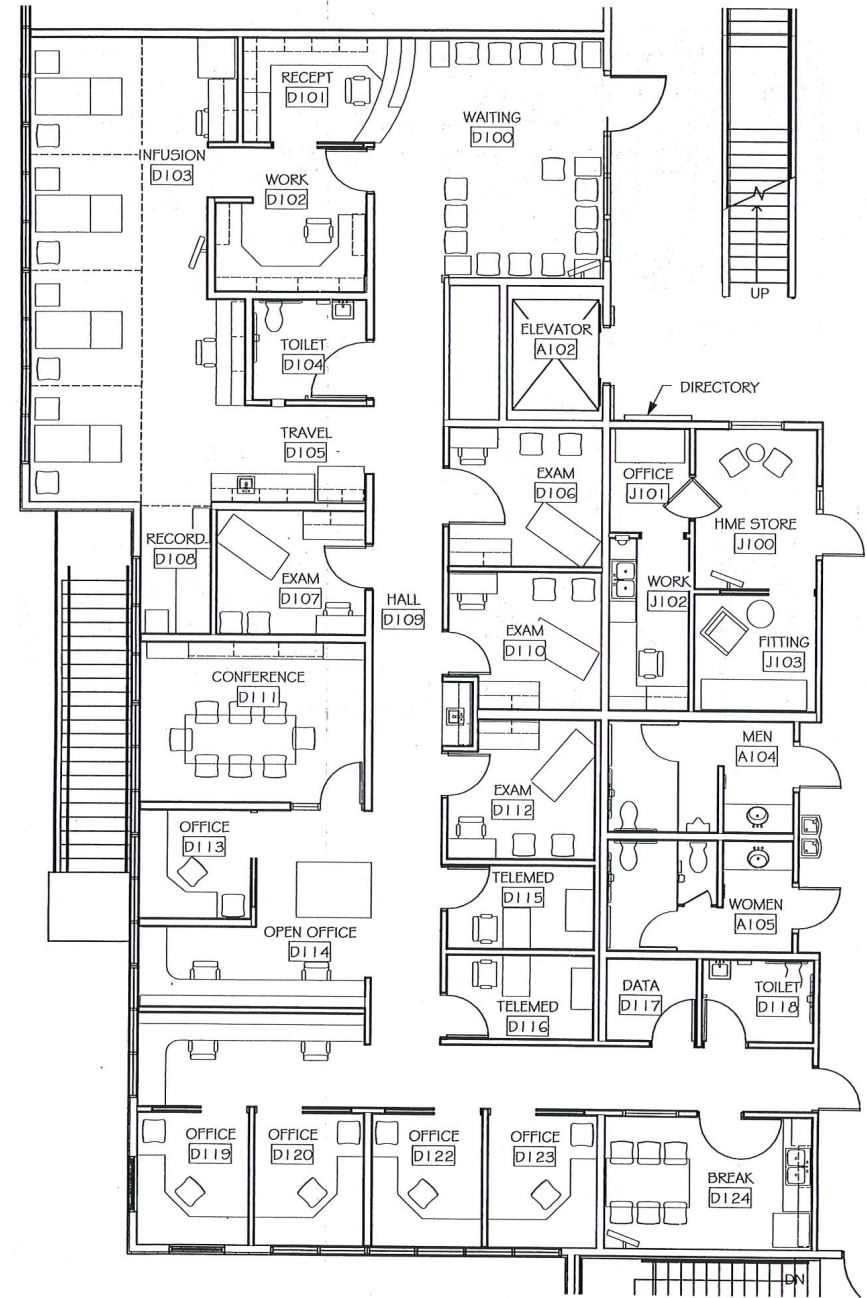 RECEPT
D101
WAITING
D100
INFUSION
D103
WORK
D102
UP
ELEVATOR
A102
TOILET
D104
DIRECTORY
TRAVEL
D105
EXAM
D106
OFFICE
J101
HME STORE
J100
RECORD
D108
EXAM
D107
HALL
D109
WORK
J102
EXAM
D110
FITTING
J103
CONFERENCE
D111
MEN
A104
EXAM
D112
OFFICE
D113
TELEMED
D115
WOMEN
A105
OPEN OFFICE
D114
TELEMED
D116
DATA
D117
TOILET
D118
OFFICE
D119
OFFICE
D120
OFFICE
D122
OFFICE
D123
BREAK
D124
DN